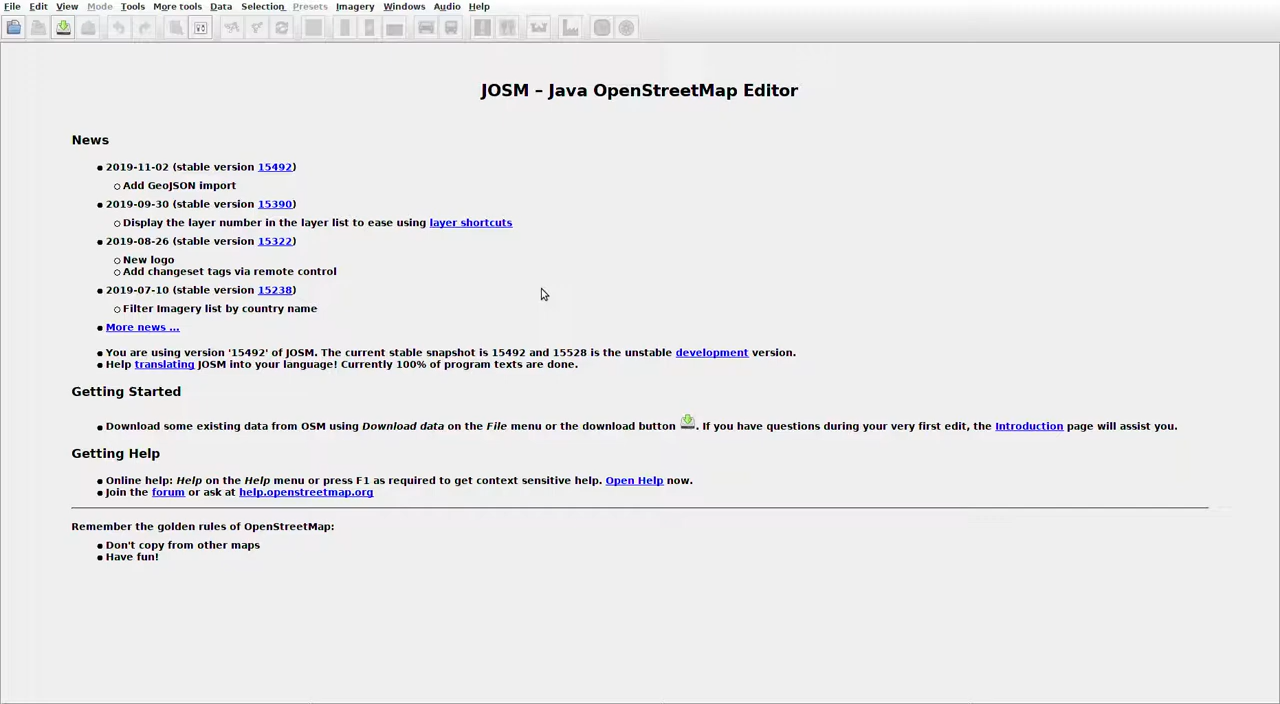 File Edit View Mode Tools More tools Data Selection Presets Imagery Windows Audio Help
JOSM – Java OpenStreetMap Editor
News
2019-11-02 (stable version 15492)
Add GeoJSON import
2019-09-30 (stable version 15390)
Display the layer number in the layer list to ease using layer shortcuts
2019-08-26 (stable version 15322)
New logo
Add changeset tags via remote control
2019-07-10 (stable version 15238)
Filter Imagery list by country name
More news ...
You are using version '15492' of JOSM. The current stable snapshot is 15492 and 15528 is the unstable development version.
Help translating JOSM into your language! Currently 100% of program texts are done.
Getting Started
Download some existing data from OSM using Download data on the File menu or the download button . If you have questions during your very first edit, the Introduction page will assist you.
Getting Help
Online help: Help on the Help menu or press F1 as required to get context sensitive help. Open Help now.
Join the forum or ask at help.openstreetmap.org
Remember the golden rules of OpenStreetMap:
Don't copy from other maps
Have fun!